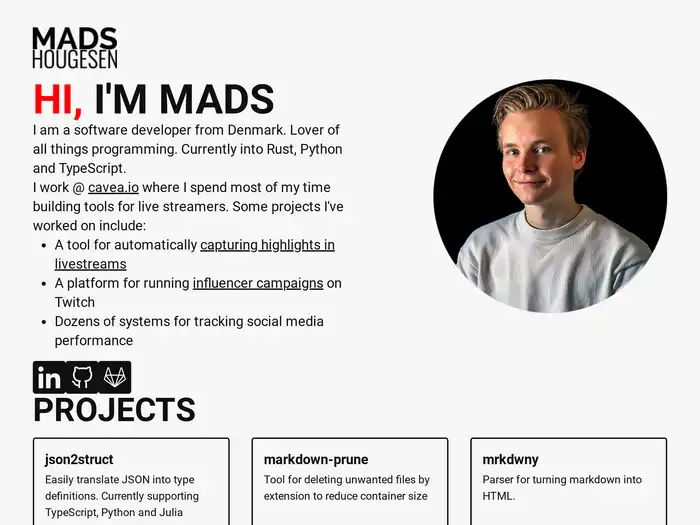 MADS
HOUGESEN
HI, I'M MADS
I am a software developer from Denmark. Lover of
all things programming. Currently into Rust, Python
and TypeScript.
I work @ cavea.io where I spend most of my time
building tools for live streamers. Some projects I've
worked on include:
• A tool for automatically capturing highlights in
livestreams
• A platform for running influencer campaigns on
Twitch
• Dozens of systems for tracking social media
performance
in
PROJECTS
json2struct
Easily translate JSON into type
definitions. Currently supporting
TypeScript, Python and Julia
markdown-prune
Tool for deleting unwanted files by
extension to reduce container size
mrkdwny
Parser for turning markdown into
HTML.